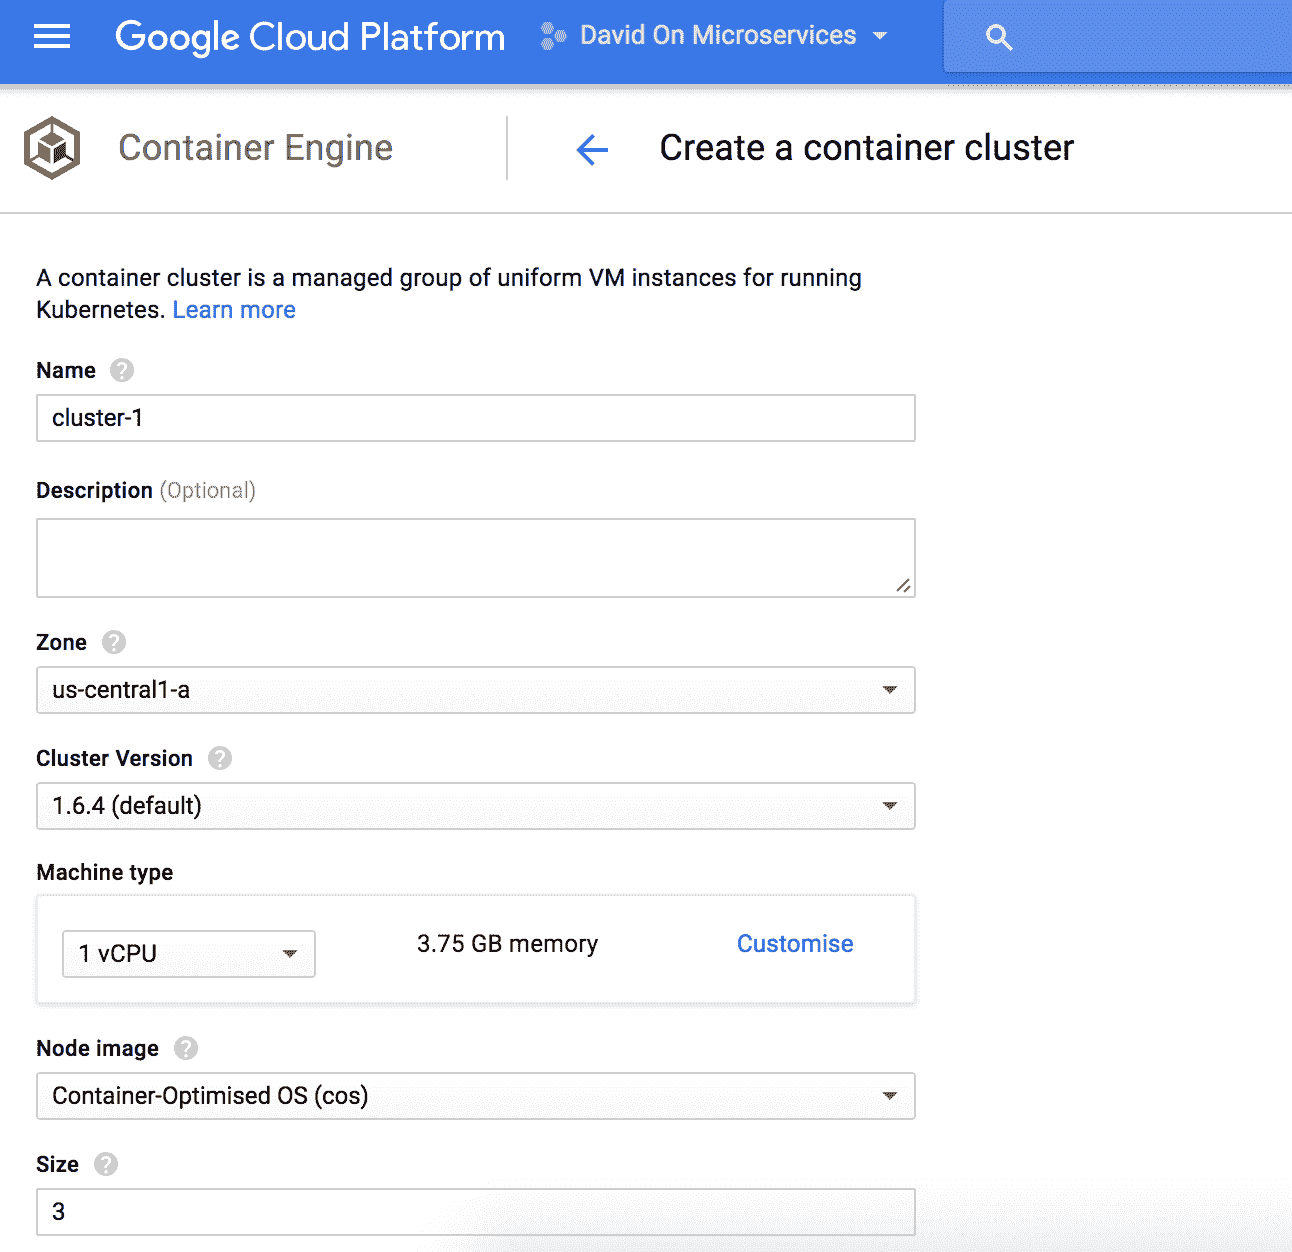 Google Cloud Platform David On Microservices
Container Engine Create a container cluster
A container cluster is a managed group of uniform VM instances for running
Kubernetes. Learn more
Name ?
cluster-1
Description (Optional)
Zone ?
us-central1-a
Cluster Version ?
1.6.4 (default)
Machine type
1 vCPU 3.75 GB memory Customise
Node image ?
Container-Optimised OS (cos)
Size ?
3